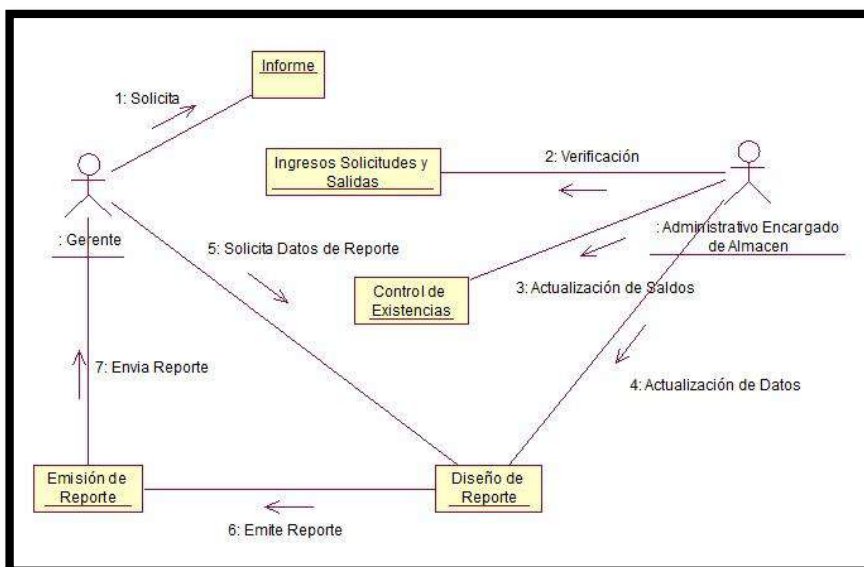 Informe
1: Solicita
Ingresos Solicitudes y
Salidas
2: Verificación
: Gerente
5: Solicita Datos de Reporte
: Administrativo Encargado
de Almacen
Control de
Existencias
3: Actualización de Saldos
7: Envia Reporte
4: Actualización de Datos
Emisión de
Reporte
Diseño de
Reporte
6: Emite Reporte